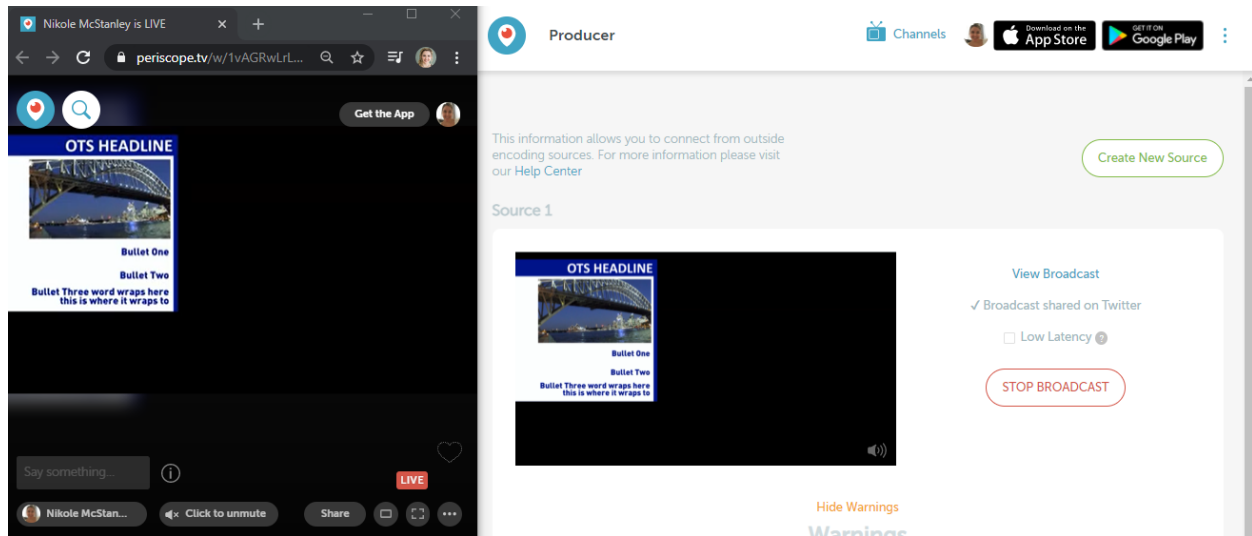 Nikole McStanley is LIVE
periscope.tv/w/1vAGRwLrL...
Get the App
OTS HEADLINE
Bullet One
Bullet Two
Bullet Three word wraps here
this is where it wraps to
Say something...
LIVE
Nikole McStan...
Click to unmute
Share
Producer
Channels
Download on the
App Store
GET IT ON
Google Play
This information allows you to connect from outside
encoding sources. For more information please visit
our Help Center
Create New Source
Source 1
OTS HEADLINE
Bullet One
Bullet Two
Bullet Three word wraps here
this is where it wraps to
View Broadcast
✓ Broadcast shared on Twitter
Low Latency ?
STOP BROADCAST
Hide Warnings
Warnings